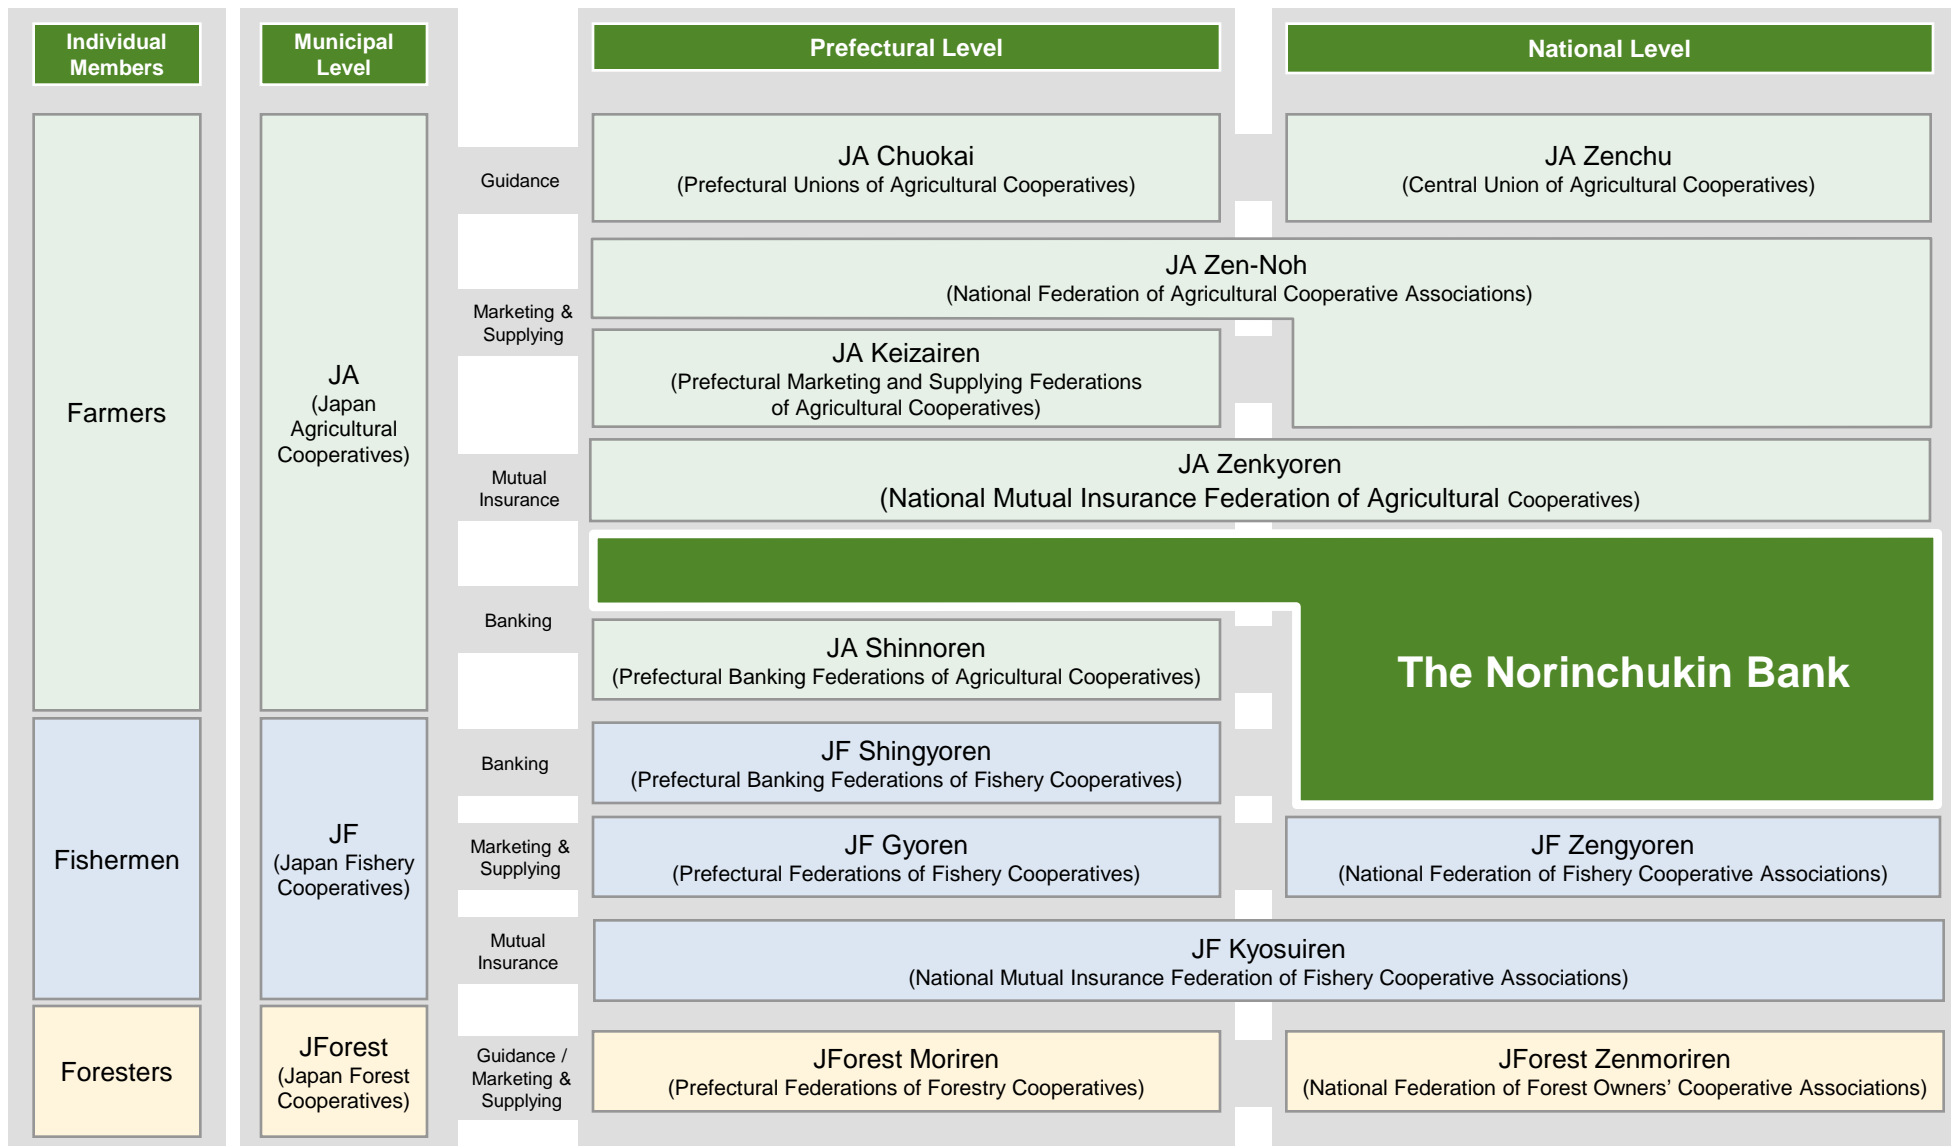 Individual
Members
Municipal
Level
Prefectural Level
National Level
Farmers
JA
(Japan
Agricultural
Cooperatives)
Guidance
JA Chuokai
(Prefectural Unions of Agricultural Cooperatives)
JA Zenchu
(Central Union of Agricultural Cooperatives)
Marketing &
Supplying
JA Zen-Noh
(National Federation of Agricultural Cooperative Associations)
JA Keizairen
(Prefectural Marketing and Supplying Federations
of Agricultural Cooperatives)
Mutual
Insurance
JA Zenkyoren
(National Mutual Insurance Federation of Agricultural Cooperatives)
Banking
The Norinchukin Bank
JA Shinnoren
(Prefectural Banking Federations of Agricultural Cooperatives)
Fishermen
JF
(Japan Fishery
Cooperatives)
Banking
JF Shingyoren
(Prefectural Banking Federations of Fishery Cooperatives)
Marketing &
Supplying
JF Gyoren
(Prefectural Federations of Fishery Cooperatives)
JF Zengyoren
(National Federation of Fishery Cooperative Associations)
Mutual
Insurance
JF Kyosuiren
(National Mutual Insurance Federation of Fishery Cooperative Associations)
Foresters
JForest
(Japan Forest
Cooperatives)
Guidance /
Marketing &
Supplying
JForest Moriren
(Prefectural Federations of Forestry Cooperatives)
JForest Zenmoriren
(National Federation of Forest Owners’ Cooperative Associations)